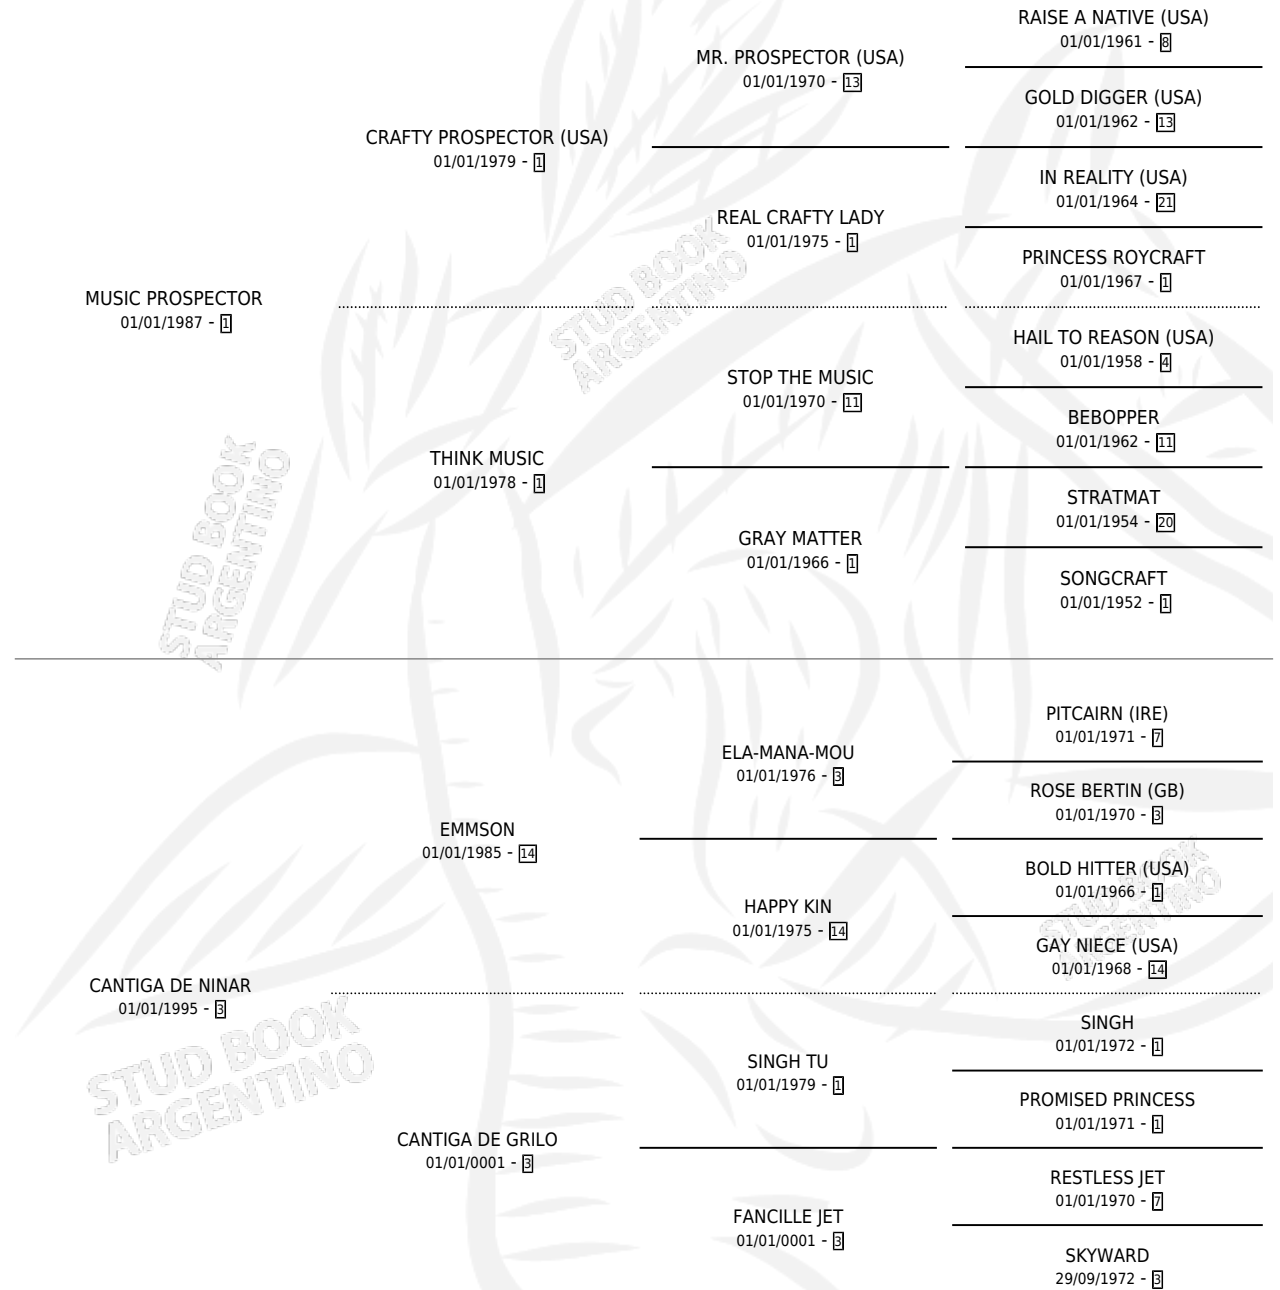 RAISE A NATIVE (USA)
01/01/1961 - 8
MR. PROSPECTOR (USA)
01/01/1970 - 13
GOLD DIGGER (USA)
01/01/1962 - 13
CRAFTY PROSPECTOR (USA)
01/01/1979 - 1
IN REALITY (USA)
01/01/1964 - 21
REAL CRAFTY LADY
01/01/1975 - 1
PRINCESS ROYCRAFT
01/01/1967 - 1
MUSIC PROSPECTOR
01/01/1987 - 1
HAIL TO REASON (USA)
01/01/1958 - 4
STOP THE MUSIC
01/01/1970 - 11
BEBOPPER
01/01/1962 - 11
THINK MUSIC
01/01/1978 - 1
STRATMAT
01/01/1954 - 20
GRAY MATTER
01/01/1966 - 1
SONGCRAFT
01/01/1952 - 1
PITCAIRN (IRE)
01/01/1971 - 7
ELA-MANA-MOU
01/01/1976 - 3
ROSE BERTIN (GB)
01/01/1970 - 3
EMMSON
01/01/1985 - 14
BOLD HITTER (USA)
01/01/1966 - 1
HAPPY KIN
01/01/1975 - 14
GAY NIECE (USA)
01/01/1968 - 14
CANTIGA DE NINAR
01/01/1995 - 3
SINGH
01/01/1972 - 1
SINGH TU
01/01/1979 - 1
PROMISED PRINCESS
01/01/1971 - 1
CANTIGA DE GRILO
01/01/0001 - 3
RESTLESS JET
01/01/1970 - 7
FANCILLE JET
01/01/0001 - 3
SKYWARD
29/09/1972 - 3
STUD BOOK
ARGENTINO
STUD BOOK
ARGENTINO
STUD BOOK
ARGENTINO
STUD BOOK
ARGENTINO